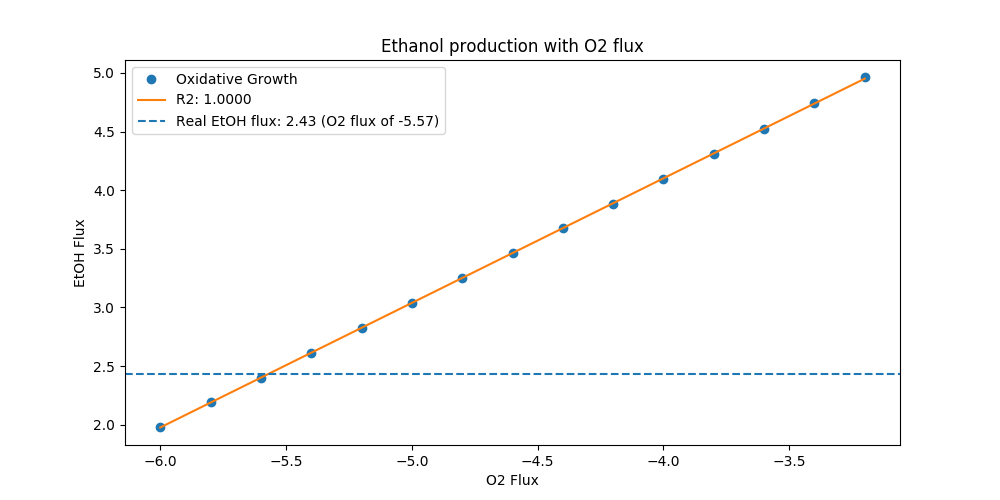 Ethanol production with O2 flux
Oxidative Growth
R2: 1.0000
Real EtOH flux: 2.43 (O2 flux of -5.57)
EtOH Flux
5.0
4.5
4.0
3.5
3.0
2.5
2.0
−6.0
−5.5
−5.0
−4.5
−4.0
−3.5
O2 Flux